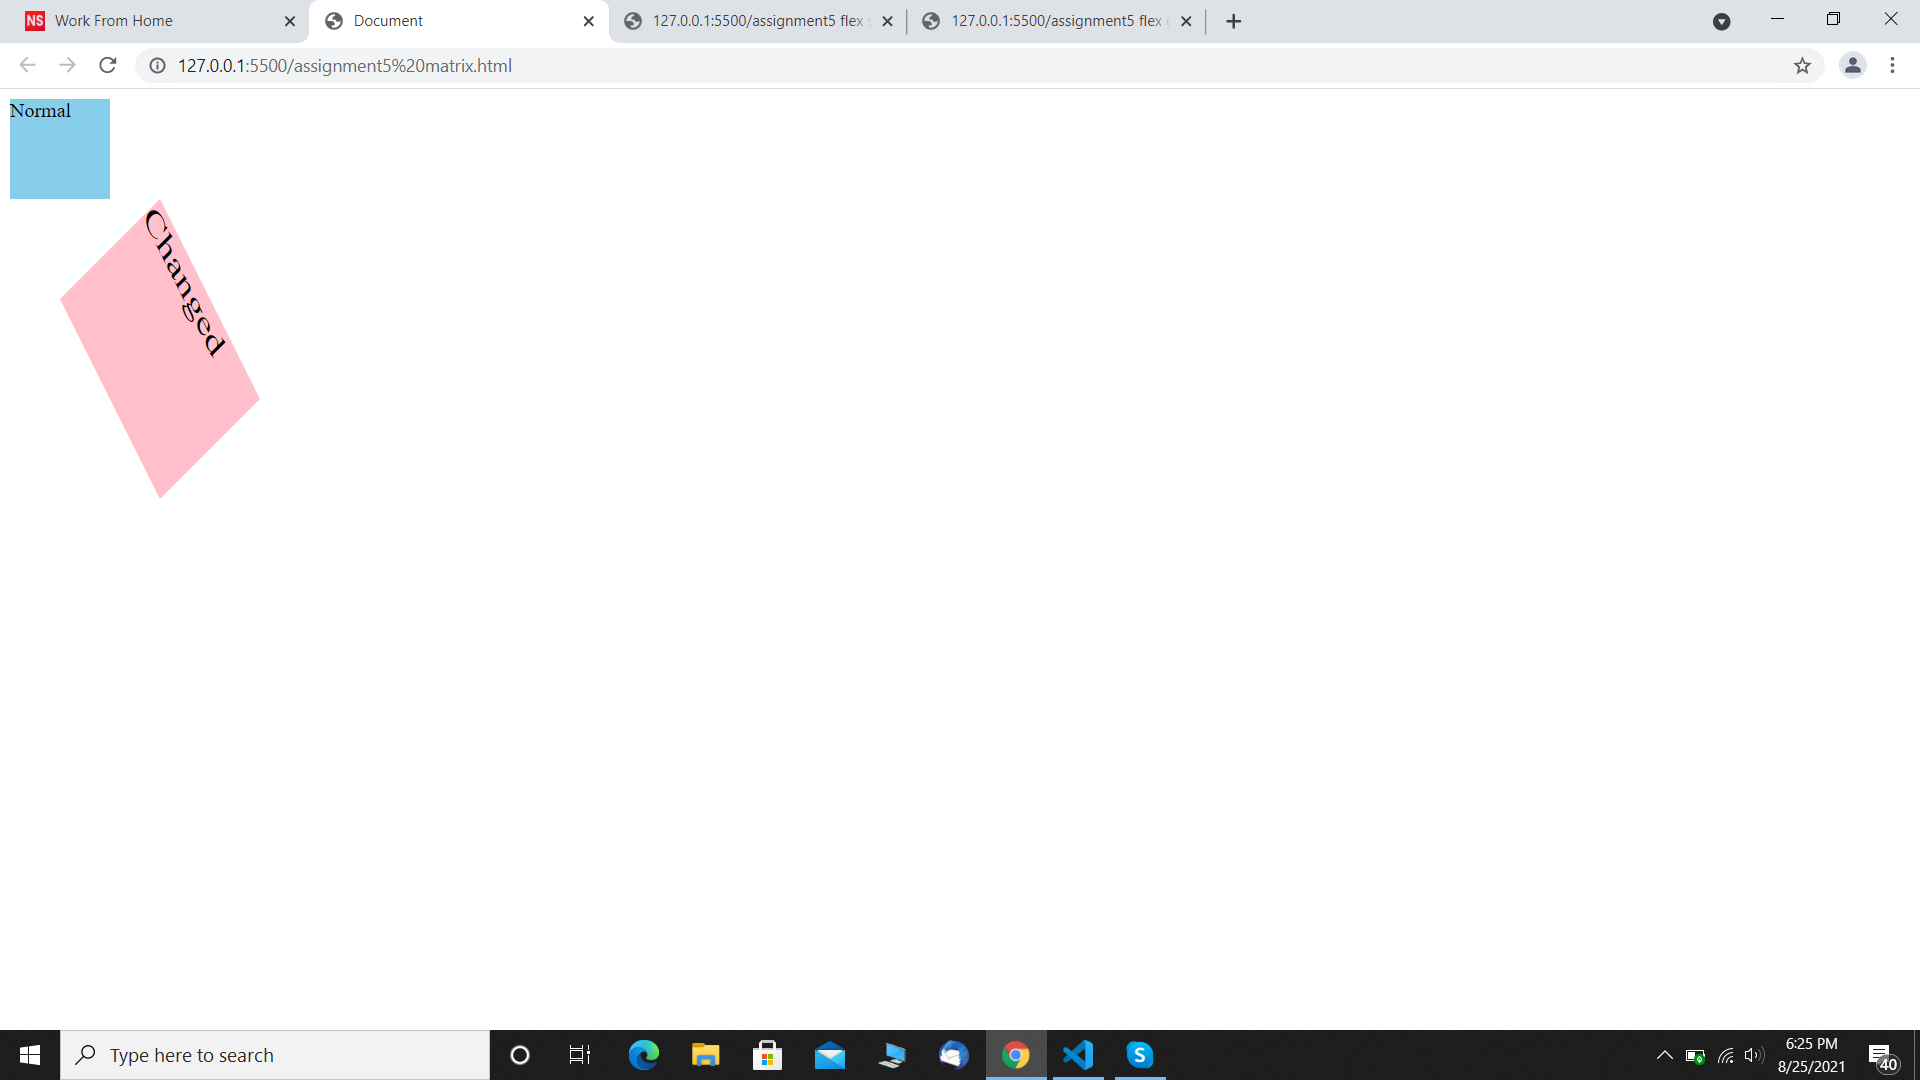 NS Work From Home
Document
127.0.0.1:5500/assignment5 flex
127.0.0.1:5500/assignment5 flex
127.0.0.1:5500/assignment5%20matrix.html
Normal
Changed
Type here to search
S
6:25 PM
8/25/2021
40